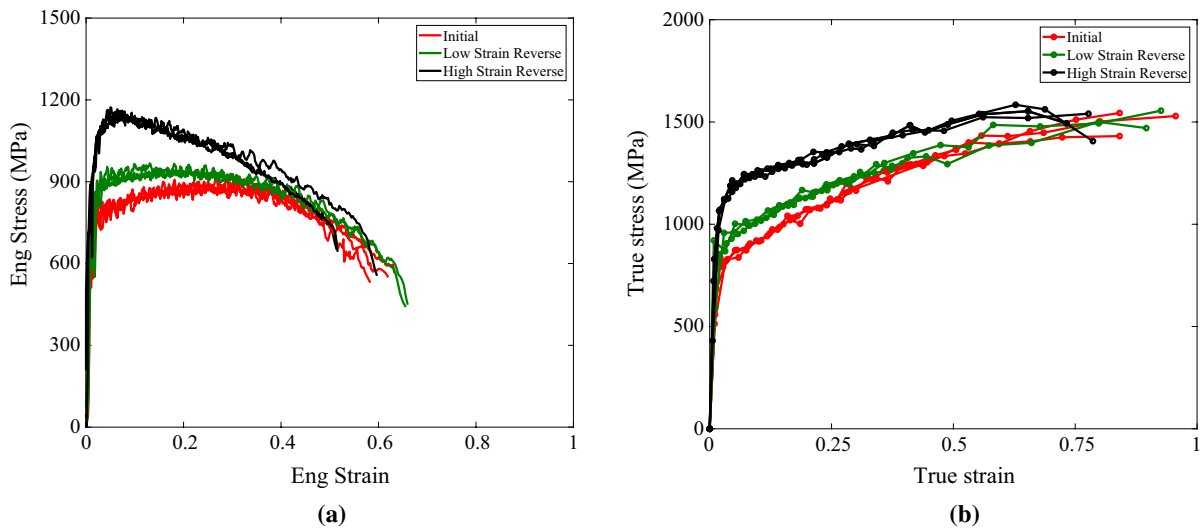 1500
1200
900
600
300
0
0
0.2
0.4
0.6
0.8
1
Eng Stress (MPa)
Eng Strain
Initial
Low Strain Reverse
High Strain Reverse
(a)
2000
1500
1000
500
0
0
0.25
0.5
0.75
1
True stress (MPa)
True strain
Initial
Low Strain Reverse
High Strain Reverse
(b)